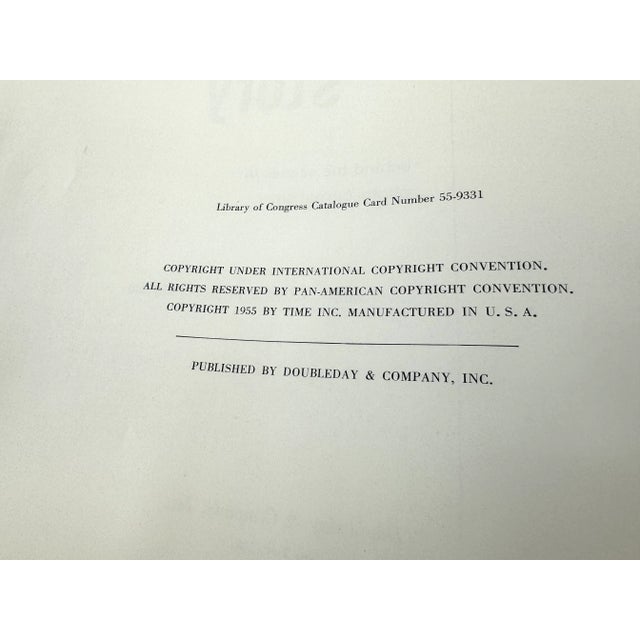 Library of Congress Catalogue Card Number 55-9331
COPYRIGHT UNDER INTERNATIONAL COPYRIGHT CONVENTION.
ALL RIGHTS RESERVED BY PAN-AMERICAN COPYRIGHT CONVENTION.
COPYRIGHT 1955 BY TIME INC. MANUFACTURED IN U. S. A.
PUBLISHED BY DOUBLEDAY & COMPANY, INC.